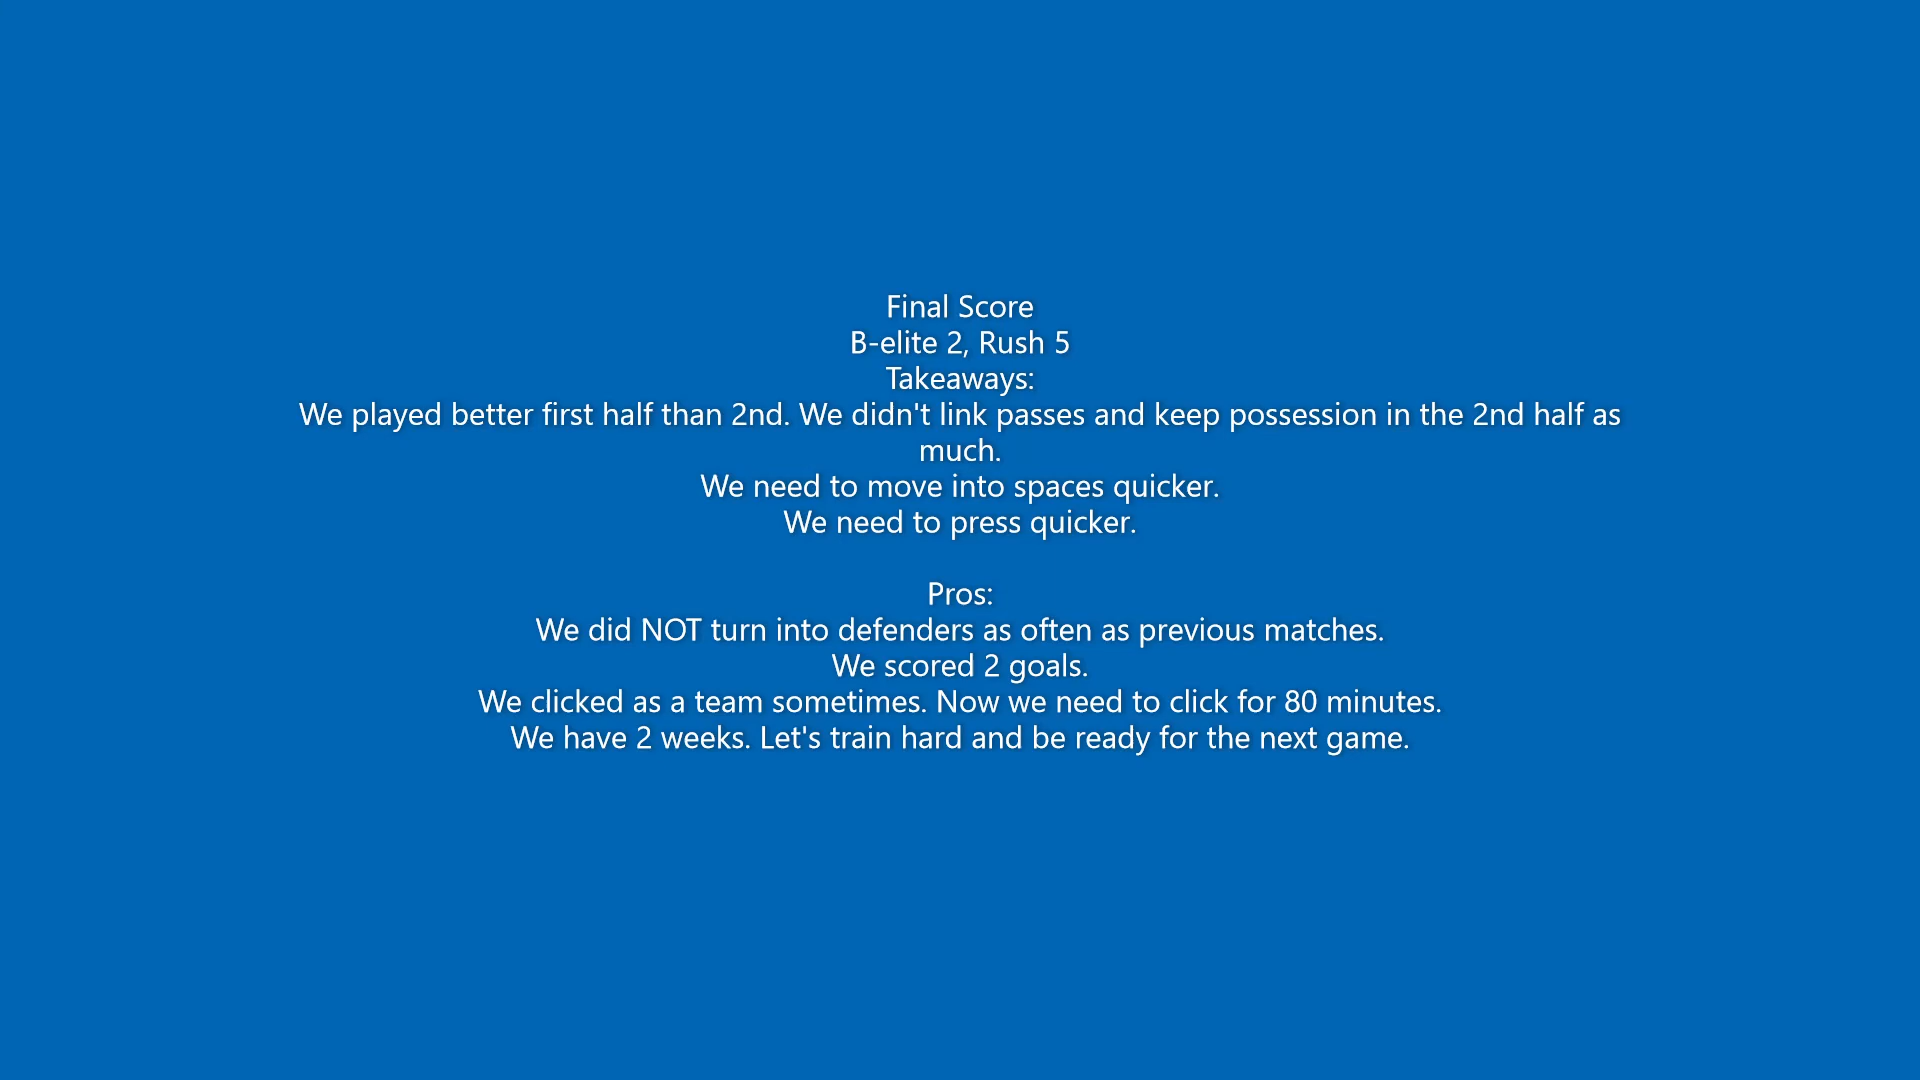 Final Score
B-elite 2, Rush 5
Takeaways:
We played better first half than 2nd. We didn't link passes and keep possession in the 2nd half as
much.
We need to move into spaces quicker.
We need to press quicker.
Pros:
We did NOT turn into defenders as often as previous matches.
We scored 2 goals.
We clicked as a team sometimes. Now we need to click for 80 minutes.
We have 2 weeks. Let's train hard and be ready for the next game.